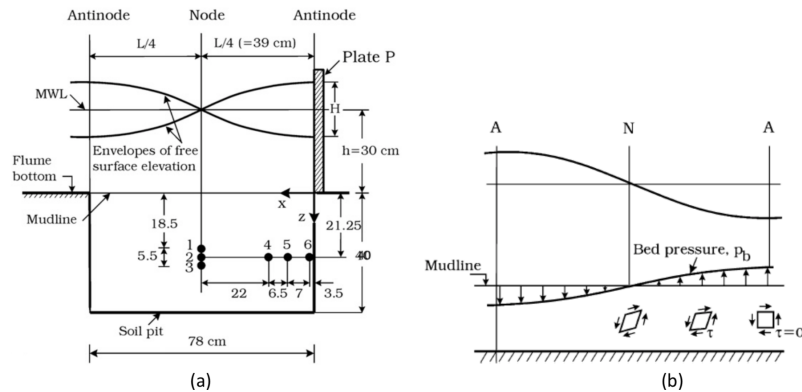 Antinode Node Antinode
L/4 L/4 (=39 cm)
Plate P
MWL
H
Envelopes of free
surface elevation
h=30 cm
Flume
bottom
x
Mudline
z
18.5
21.25
5.5
1
2
3
4 5 6
22 6.5 7 3.5
Soil pit
78 cm
(a)
A N A
Bed pressure, p_b
Mudline
τ τ=0
(b)